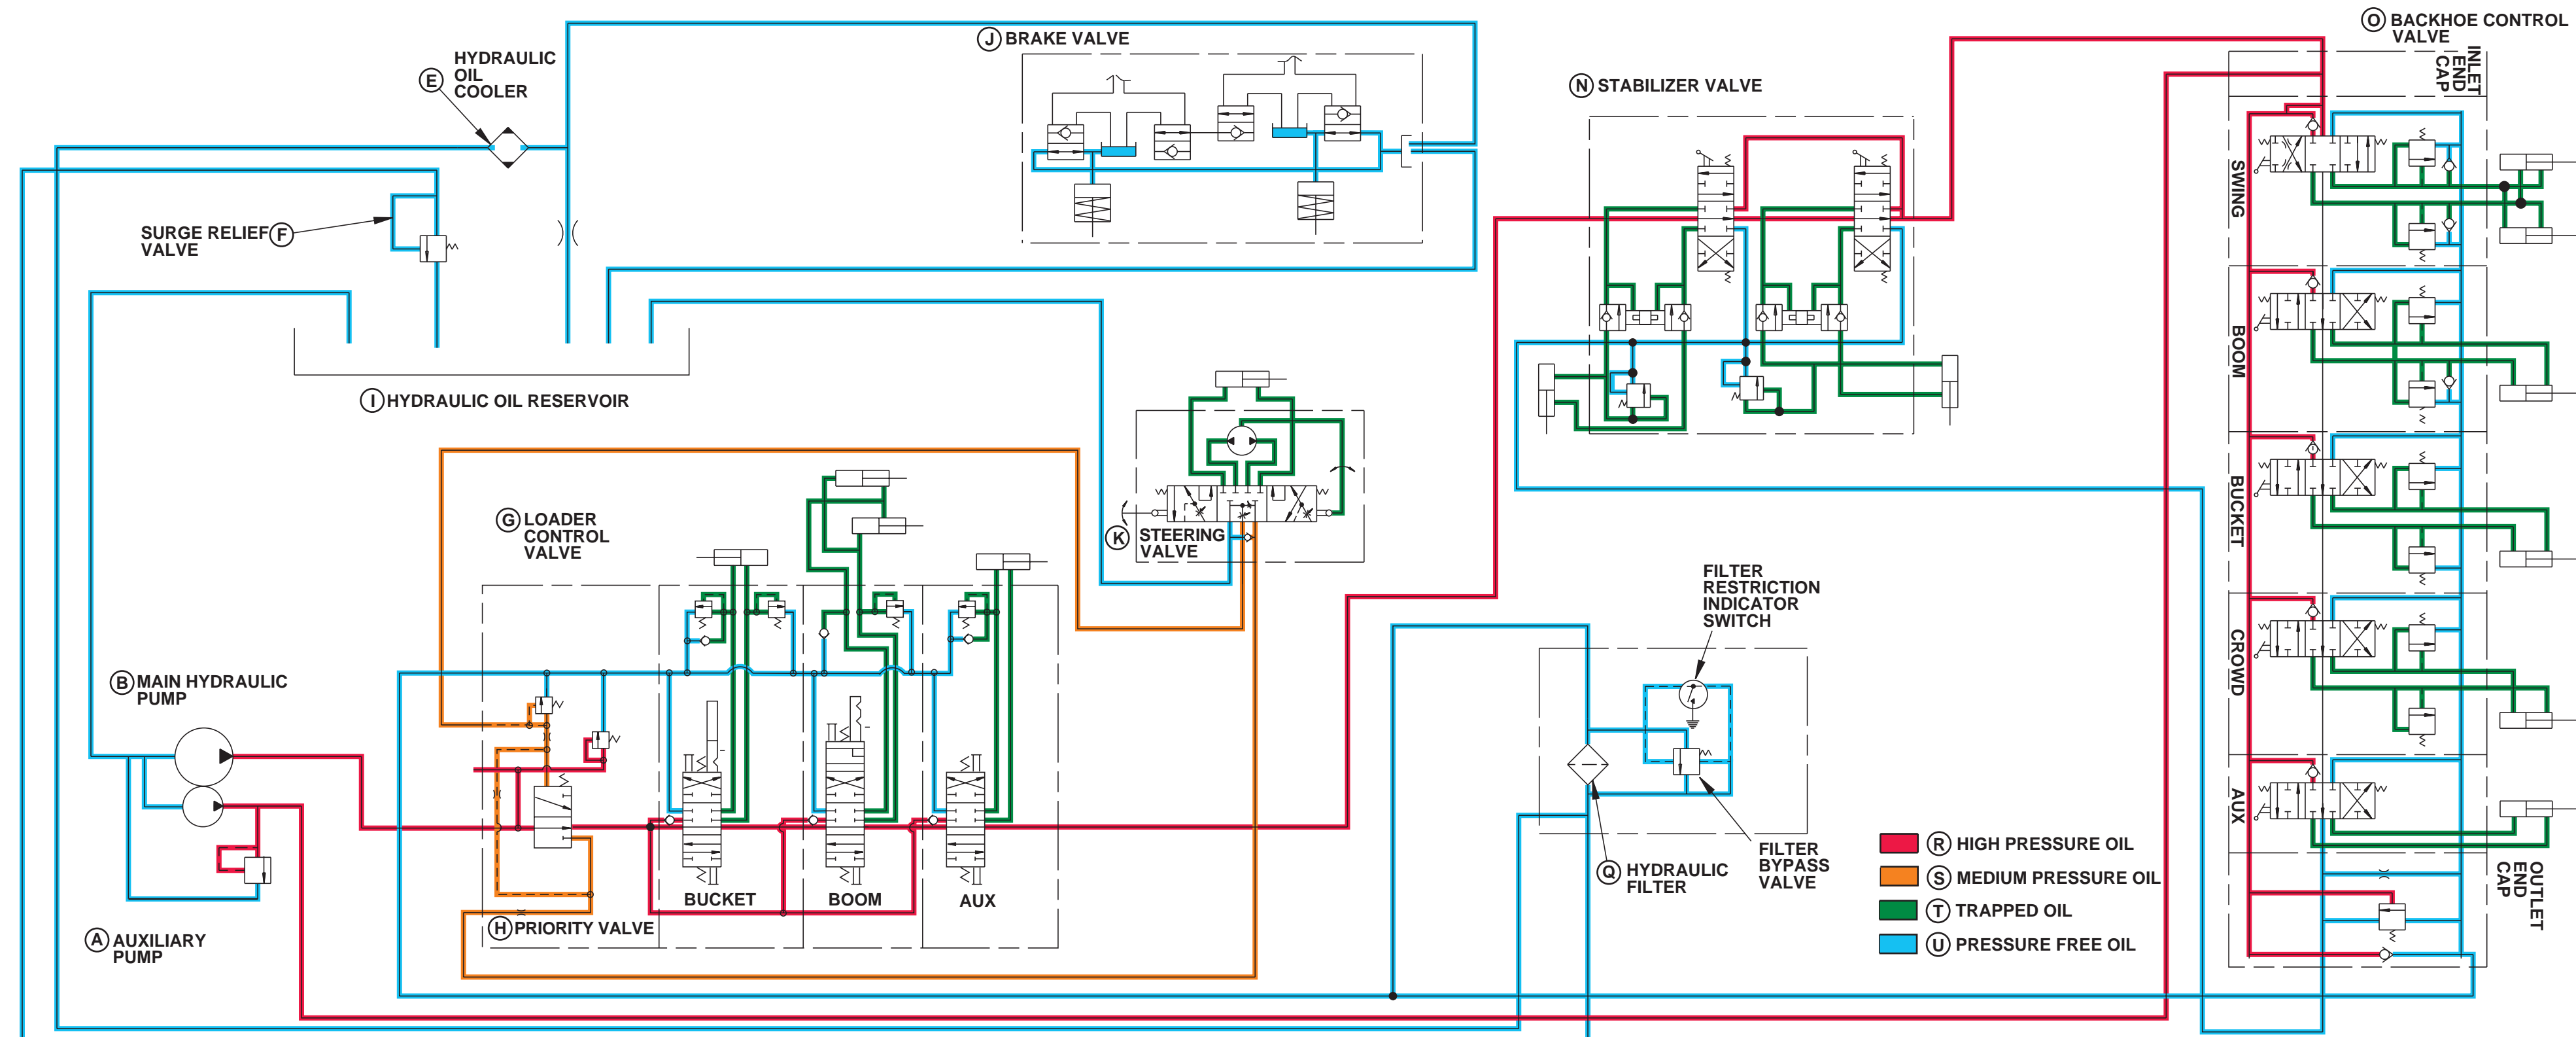 O BACKHOE CONTROL
VALVE
J BRAKE VALVE
E HYDRAULIC
OIL
COOLER
N STABILIZER VALVE
INLET
END
CAP
SWING
SURGE RELIEF F
VALVE
BOOM
I HYDRAULIC OIL RESERVOIR
BUCKET
G LOADER
CONTROL
VALVE
K STEERING
VALVE
FILTER
RESTRICTION
INDICATOR
SWITCH
CROWD
B MAIN HYDRAULIC
PUMP
AUX
R HIGH PRESSURE OIL
FILTER
BYPASS
VALVE
Q HYDRAULIC
FILTER
S MEDIUM PRESSURE OIL
OUTLET
END
CAP
BUCKET
BOOM
AUX
T TRAPPED OIL
H PRIORITY VALVE
A AUXILIARY
PUMP
U PRESSURE FREE OIL